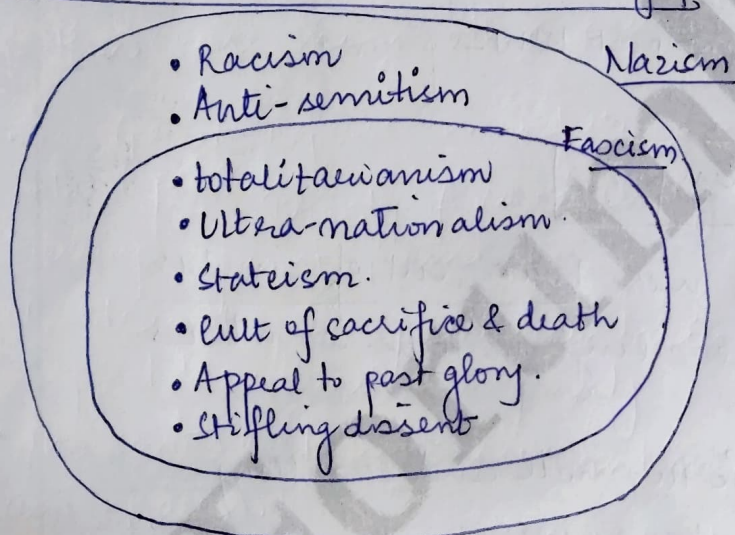 • Racism
Nazism
• Anti-semitism
Fascism
• totalitarianism
• Ultra-nationalism.
• Stateism.
• Cult of sacrifice & death
• Appeal to past glory.
• Stifling dissent